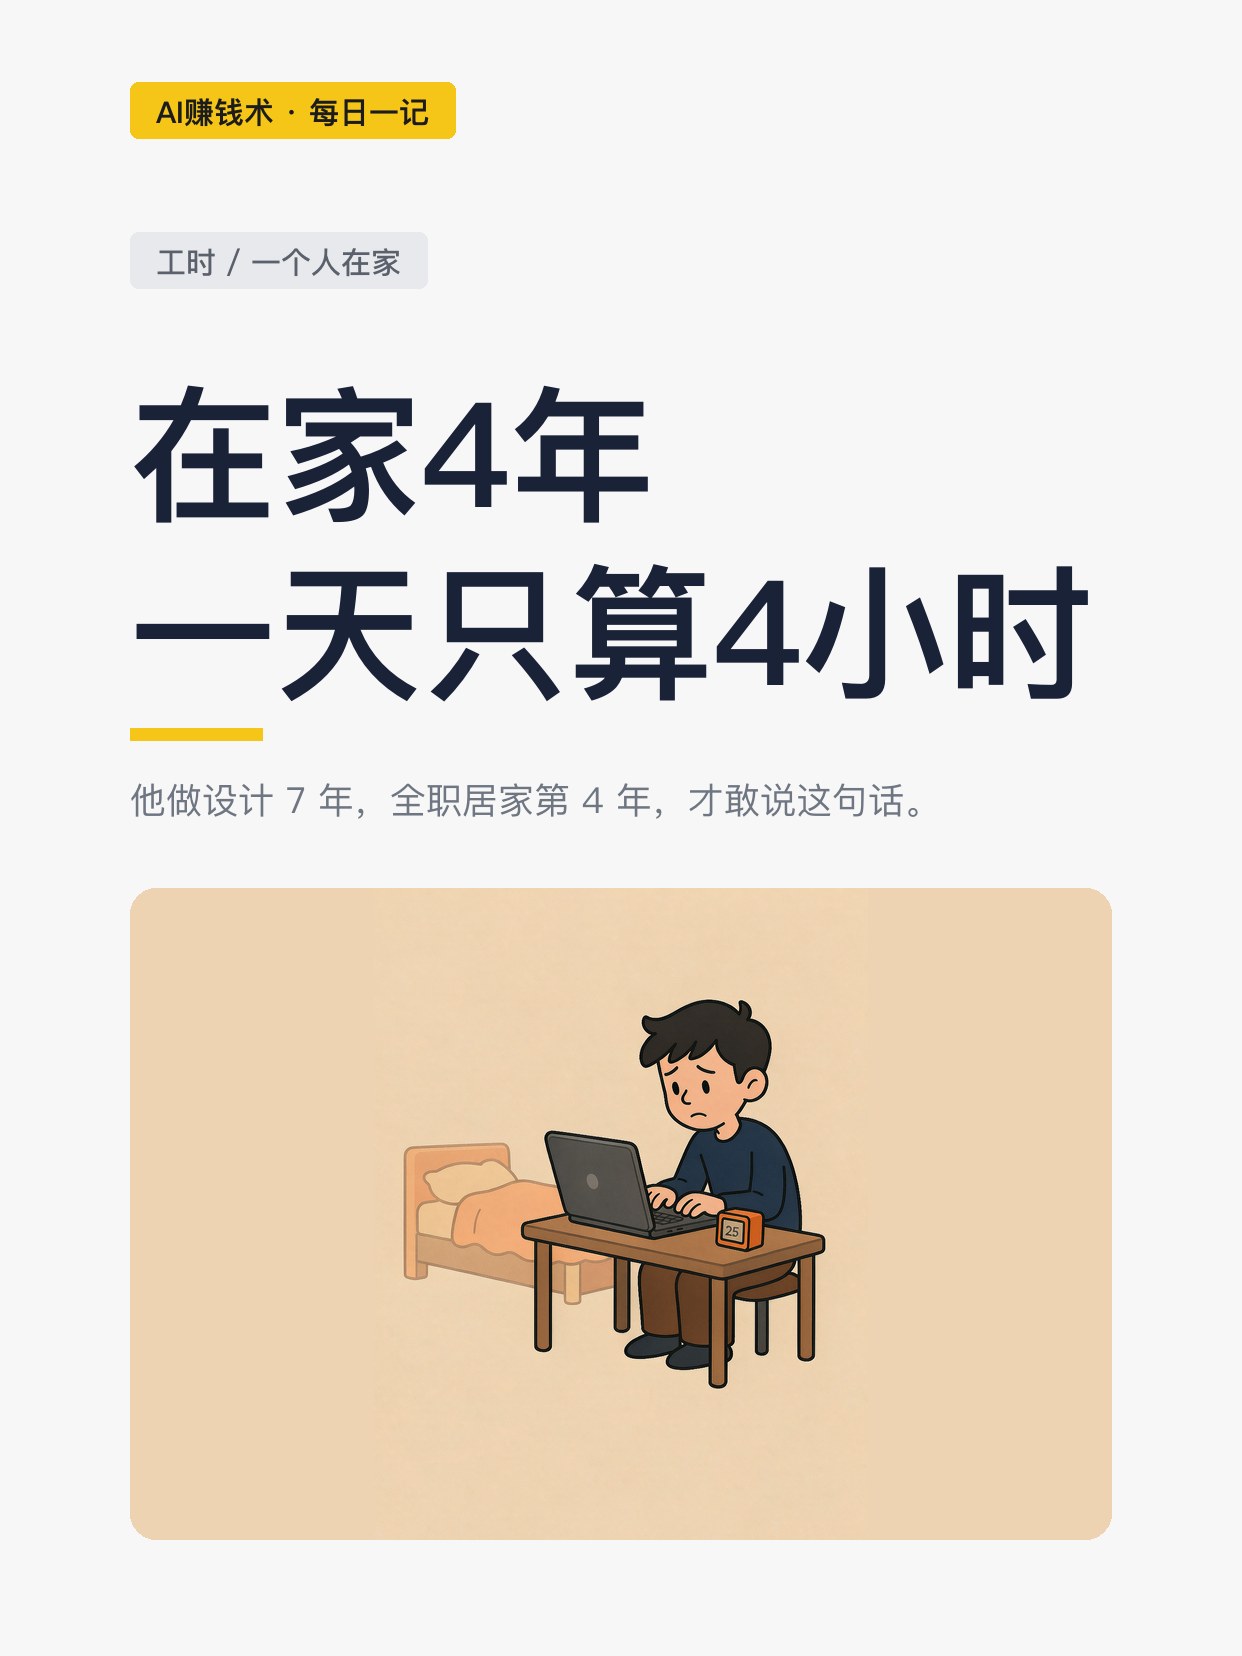 AI赚钱术 · 每日一记
工时 / 一个人在家
在家4年
一天只算4小时
他做设计 7 年，全职居家第 4 年，才敢说这句话。
25